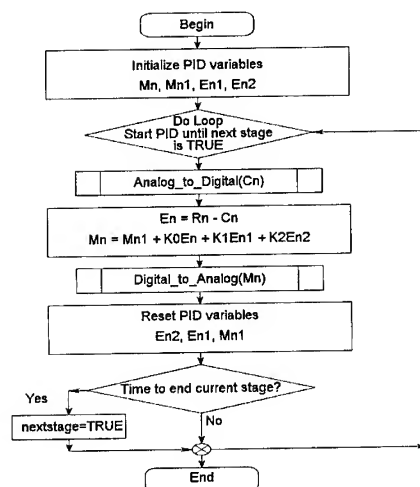 Begin
Initialize PID variables
Mn, Mn1, En1, En2
Do Loop
Start PID until next stage
is TRUE
Analog_to_Digital(Cn)
En = Rn - Cn
Mn = Mn1 + K0En + K1En1 + K2En2
Digital_to_Analog(Mn)
Reset PID variables
En2, En1, Mn1
Time to end current stage?
Yes
No
nextstage=TRUE
End